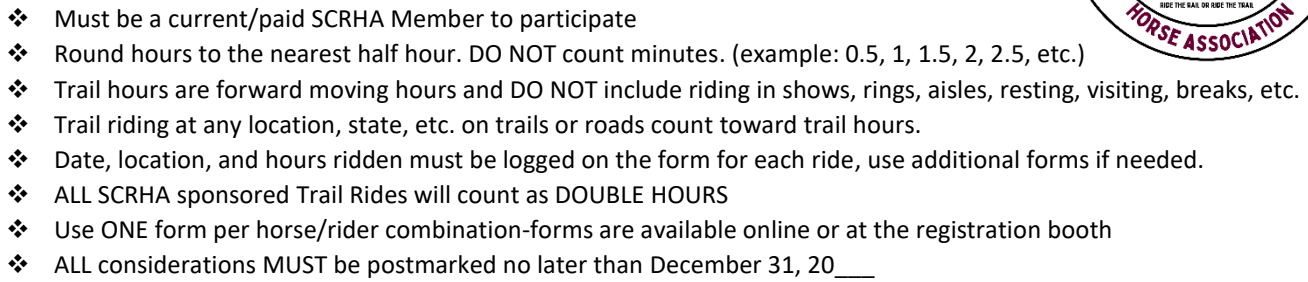 RIDE THE RAIL OR RIDE THE TRAIL
HORSE ASSOCIATION
❖ Must be a current/paid SCRHA Member to participate
❖ Round hours to the nearest half hour. DO NOT count minutes. (example: 0.5, 1, 1.5, 2, 2.5, etc.)
❖ Trail hours are forward moving hours and DO NOT include riding in shows, rings, aisles, resting, visiting, breaks, etc.
❖ Trail riding at any location, state, etc. on trails or roads count toward trail hours.
❖ Date, location, and hours ridden must be logged on the form for each ride, use additional forms if needed.
❖ ALL SCRHA sponsored Trail Rides will count as DOUBLE HOURS
❖ Use ONE form per horse/rider combination-forms are available online or at the registration booth
❖ ALL considerations MUST be postmarked no later than December 31, 20___